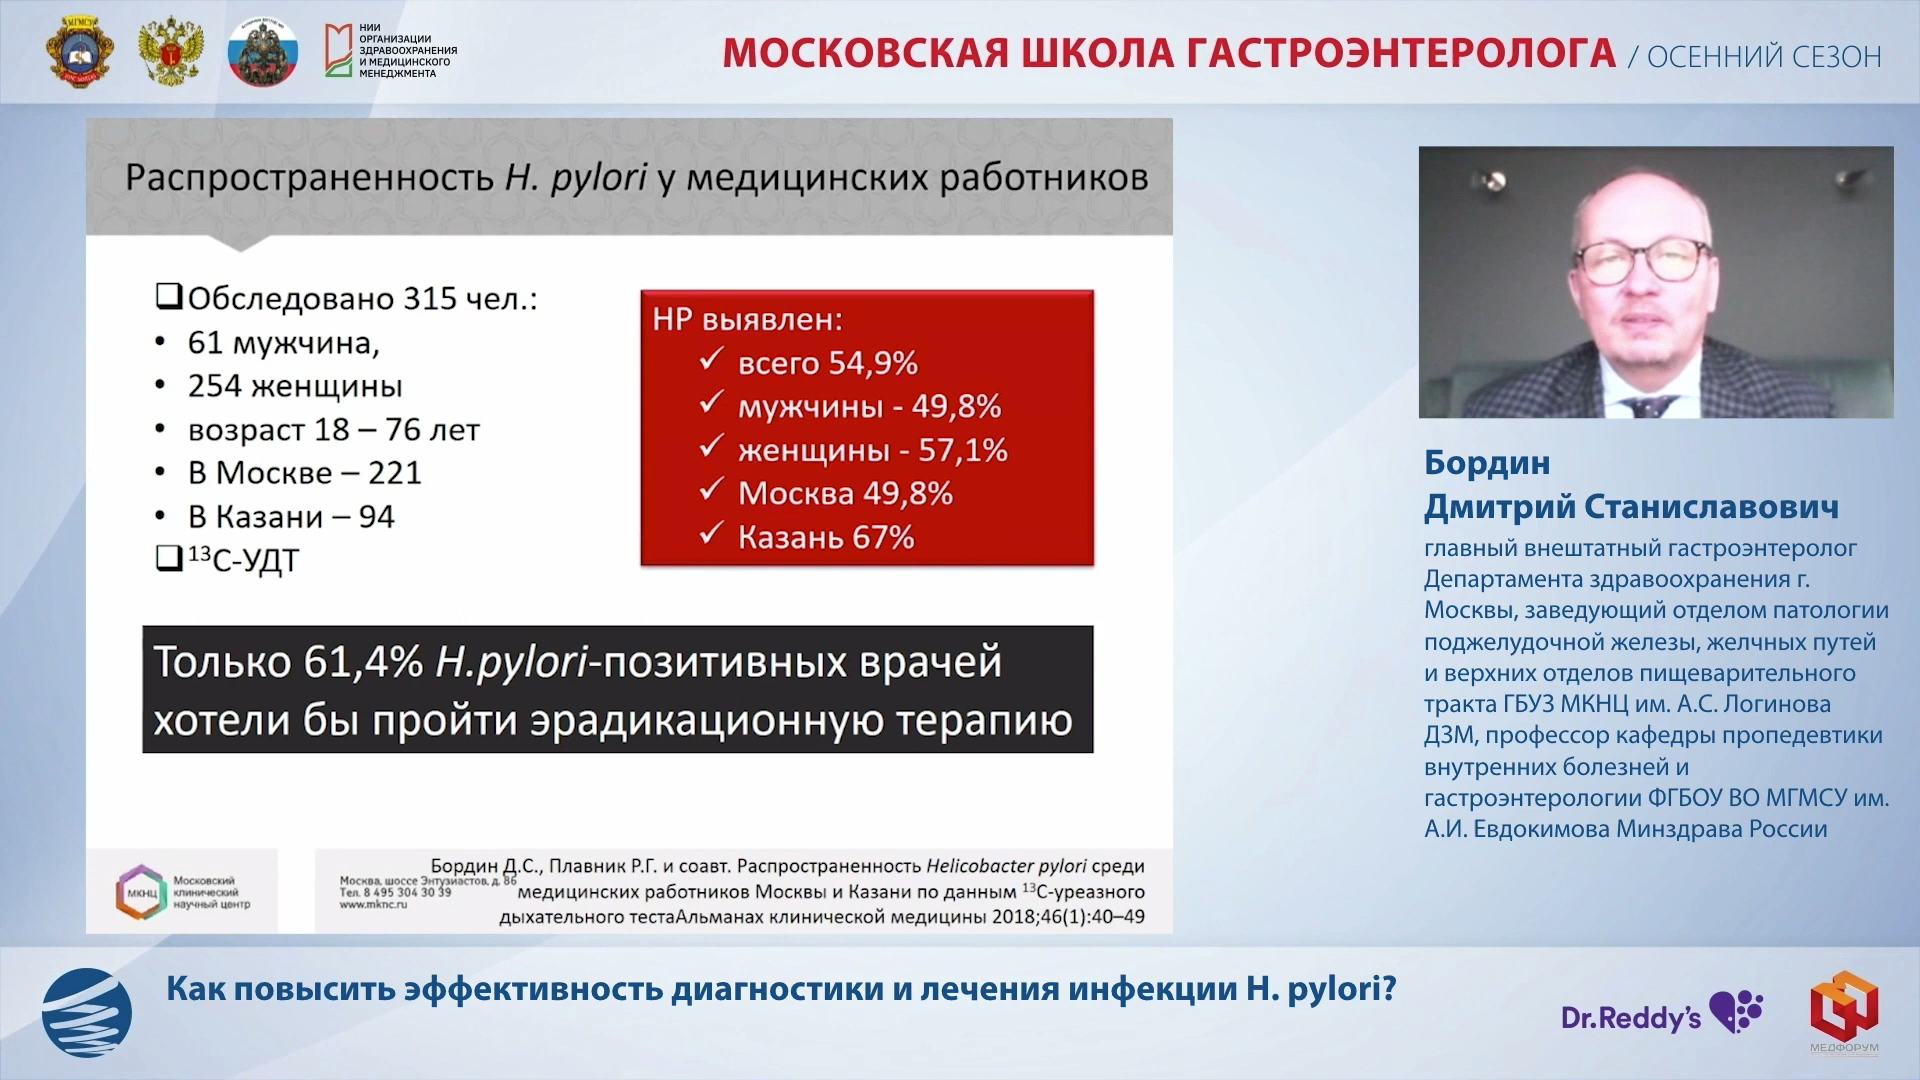 НИИ
ОРГАНИЗАЦИИ
ЗДРАВООХРАНЕНИЯ
И МЕДИЦИНСКОГО
МЕНЕДЖМЕНТА
МОСКОВСКАЯ ШКОЛА ГАСТРОЭНТЕРОЛОГА / ОСЕННИЙ СЕЗОН
Распространенность H. pylori у медицинских работников
❑Обследовано 315 чел.:
• 61 мужчина,
• 254 женщины
• возраст 18 – 76 лет
• В Москве – 221
• В Казани – 94
❑¹³С-УДТ
НР выявлен:
✓ всего 54,9%
✓ мужчины - 49,8%
✓ женщины - 57,1%
✓ Москва 49,8%
✓ Казань 67%
Только 61,4% H.pylori-позитивных врачей
хотели бы пройти эрадикационную терапию
МКНЦ
Московский
клинический
научный центр
Москва, шоссе Энтузиастов, д. 86
Тел. 8 495 304 30 39
www.mknc.ru
Бордин Д.С., Плавник Р.Г. и соавт. Распространенность Helicobacter pylori среди
медицинских работников Москвы и Казани по данным ¹³С-уреазного
дыхательного тестаАльманах клинической медицины 2018;46(1):40–49
Бордин
Дмитрий Станиславович
главный внештатный гастроэнтеролог
Департамента здравоохранения г.
Москвы, заведующий отделом патологии
поджелудочной железы, желчных путей
и верхних отделов пищеварительного
тракта ГБУЗ МКНЦ им. А.С. Логинова
ДЗМ, профессор кафедры пропедевтики
внутренних болезней и
гастроэнтерологии ФГБОУ ВО МГМСУ им.
А.И. Евдокимова Минздрава России
Как повысить эффективность диагностики и лечения инфекции H. pylori?
Dr.Reddy's
МЕДФОРУМ